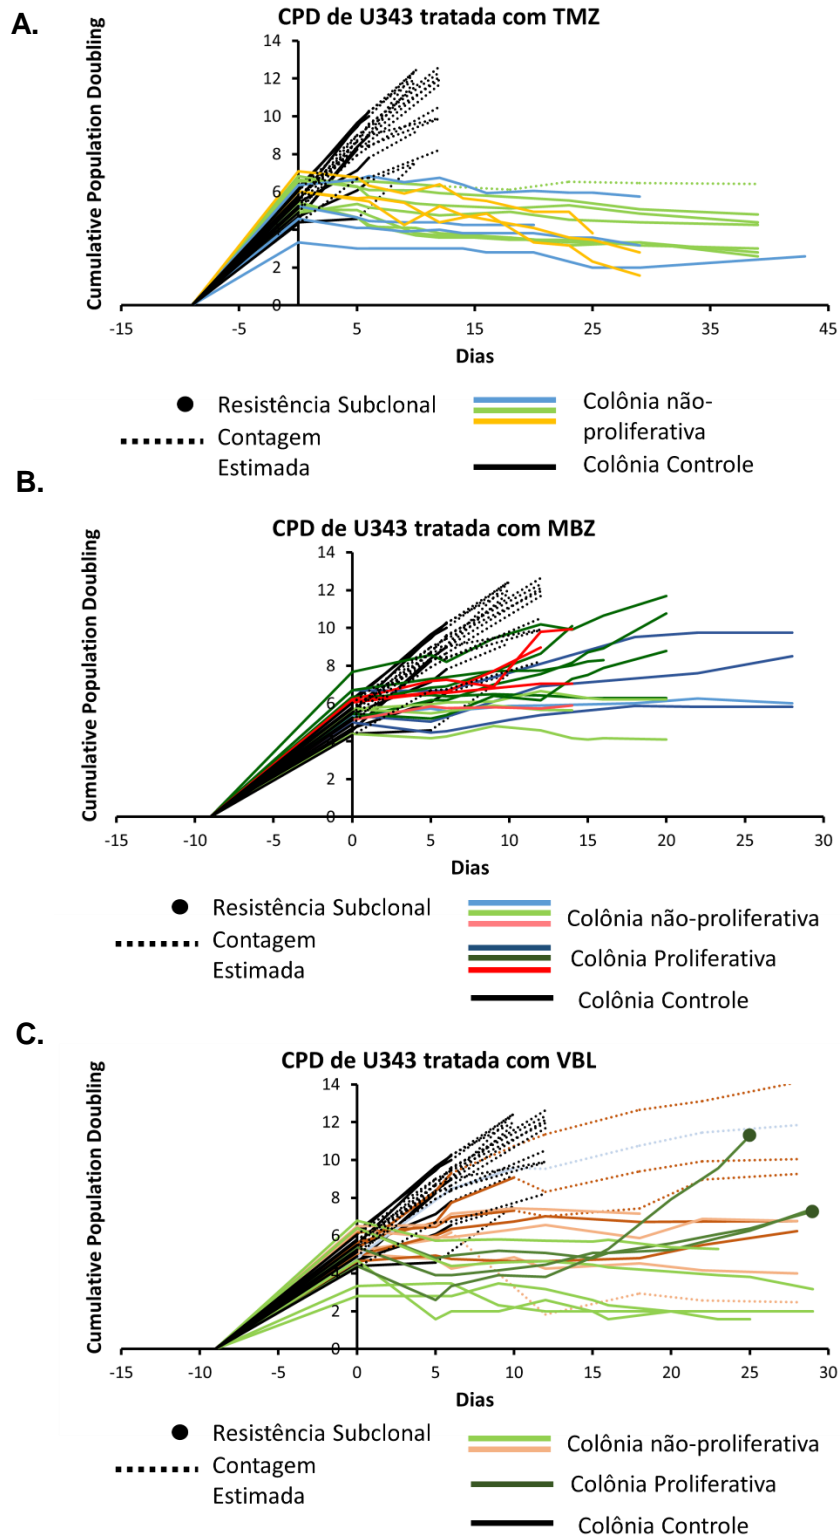 A.
CPD de U343 tratada com TMZ
Cumulative Population Doubling
14
12
10
8
6
4
2
0
-15
-5
5
15
25
35
45
Dias
Resistência Subclonal
Contagem
Estimada
Colônia não-
proliferativa
Colônia Controle
B.
CPD de U343 tratada com MBZ
Cumulative Population Doubling
14
12
10
8
6
4
2
0
-15
-10
-5
0
5
10
15
20
25
30
Dias
Resistência Subclonal
Contagem
Estimada
Colônia não-proliferativa
Colônia Proliferativa
Colônia Controle
C.
CPD de U343 tratada com VBL
Cumulative Population Doubling
14
12
10
8
6
4
2
0
-15
-10
-5
0
5
10
15
20
25
30
Dias
Resistência Subclonal
Contagem
Estimada
Colônia não-proliferativa
Colônia Proliferativa
Colônia Controle